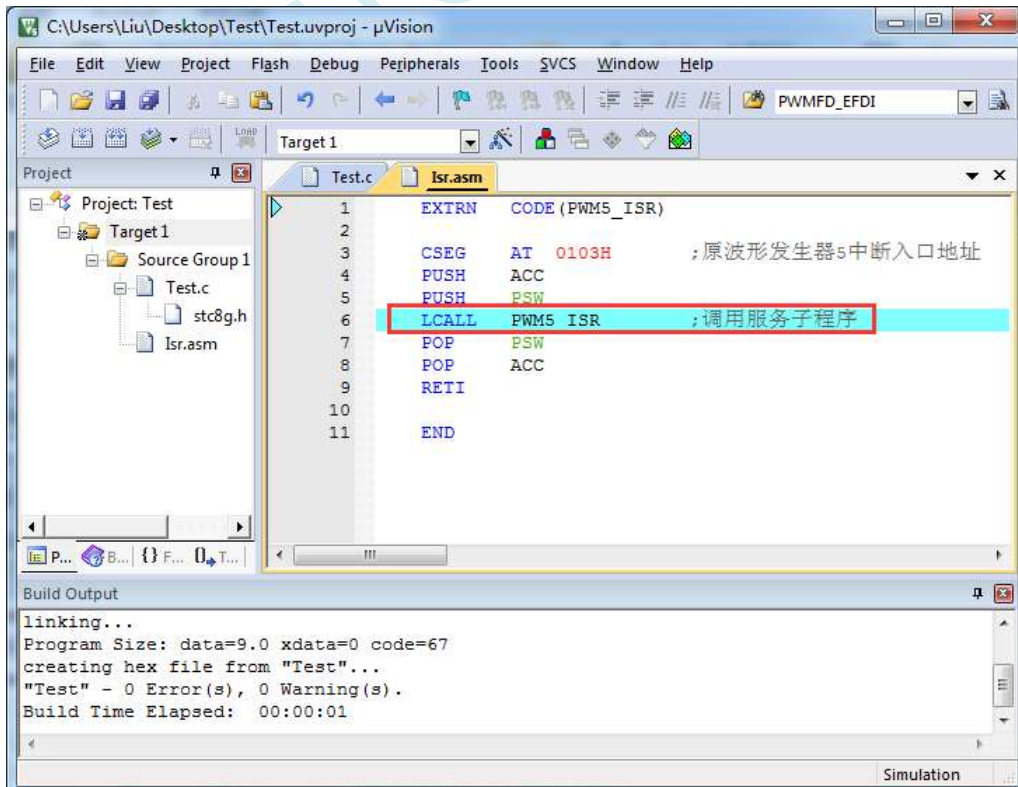 C:\Users\Liu\Desktop\Test\Test.uvproj - µVision
File Edit View Project Flash Debug Peripherals Tools SVCS Window Help
PWMFD_EFDI
LOAD Target 1
Project
Test.c Isr.asm
Project: Test
Target 1
Source Group 1
Test.c
stc8g.h
Isr.asm
1 EXTRN CODE(PWM5_ISR)
2
3 CSEG AT 0103H ;原波形发生器5中断入口地址
4 PUSH ACC
5 PUSH PSW
6 LCALL PWM5_ISR ;调用服务子程序
7 POP PSW
8 POP ACC
9 RETI
10
11 END
P... B... {} F... 0 T...
Build Output
linking...
Program Size: data=9.0 xdata=0 code=67
creating hex file from "Test"...
"Test" - 0 Error(s), 0 Warning(s).
Build Time Elapsed: 00:00:01
Simulation